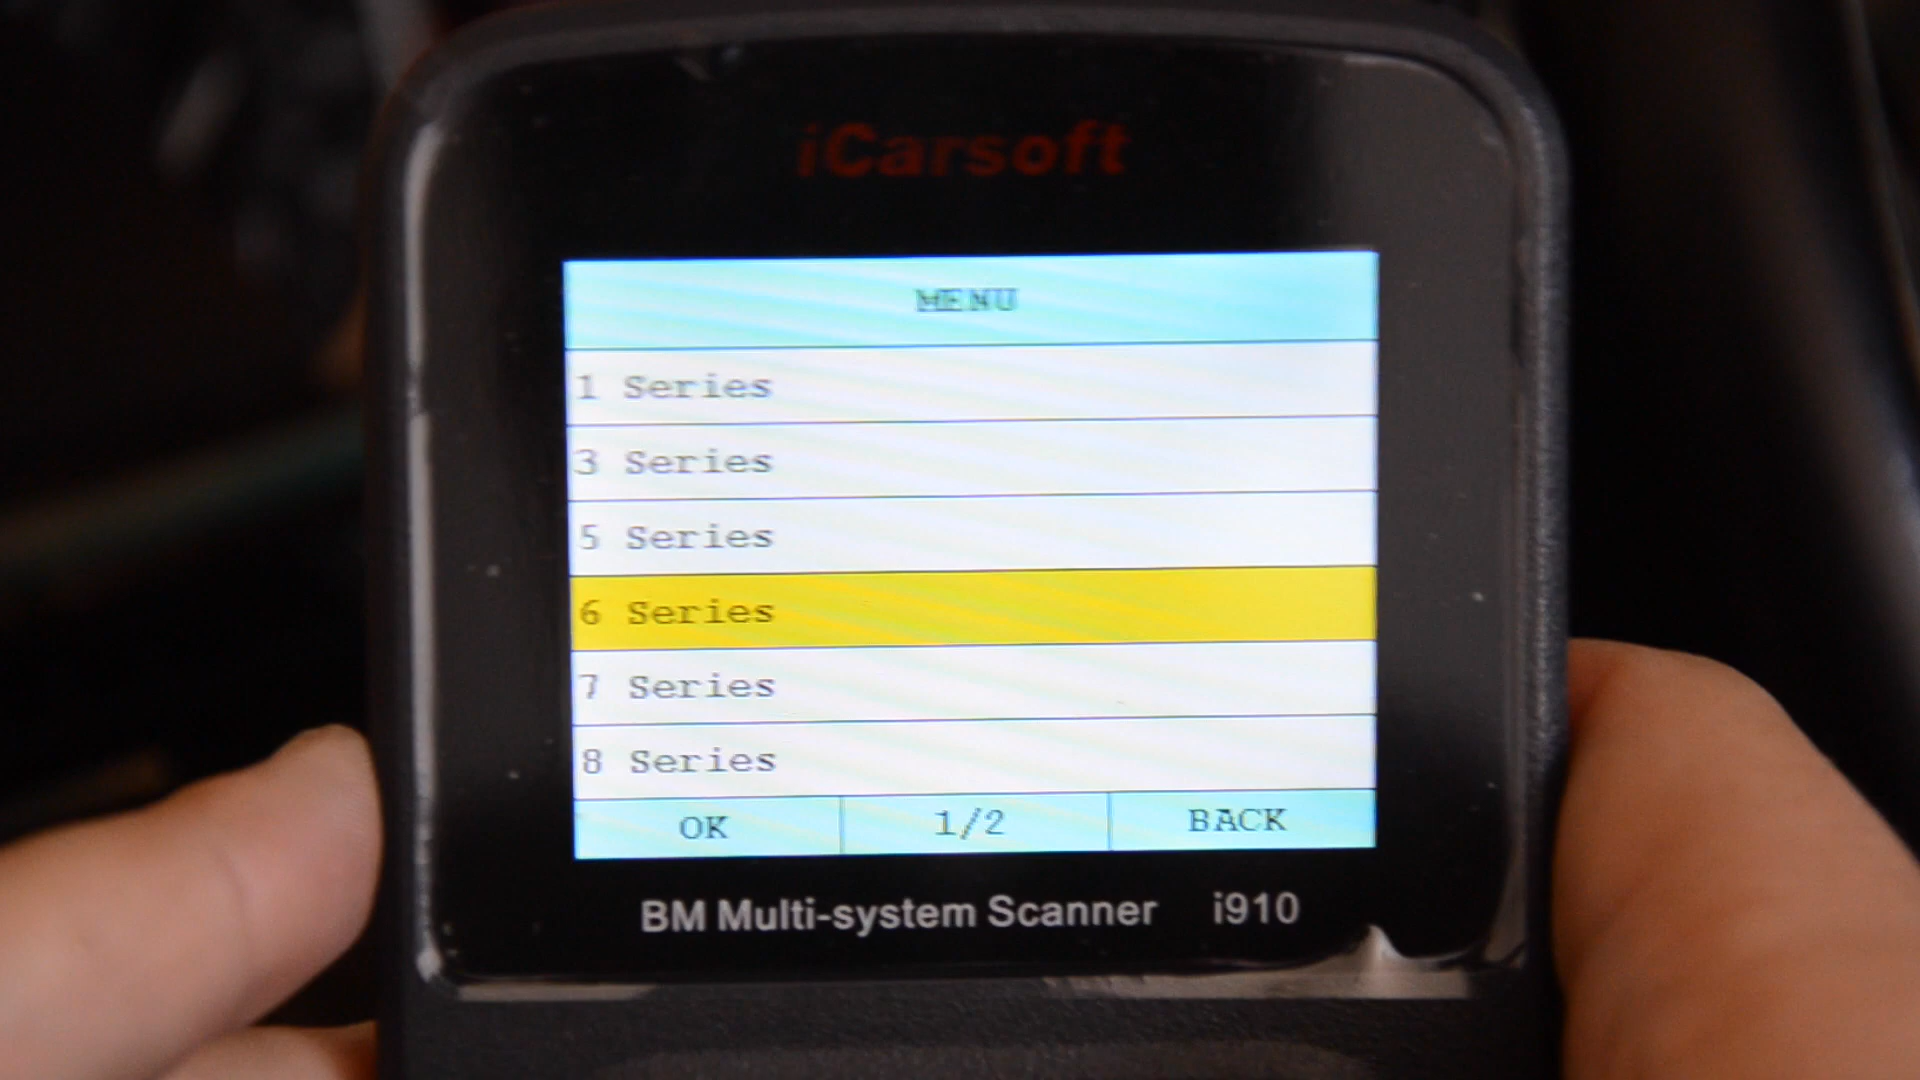 iCarsoft
MENU
1 Series
3 Series
5 Series
6 Series
7 Series
8 Series
OK 1/2 BACK
BM Multi-system Scanner i910